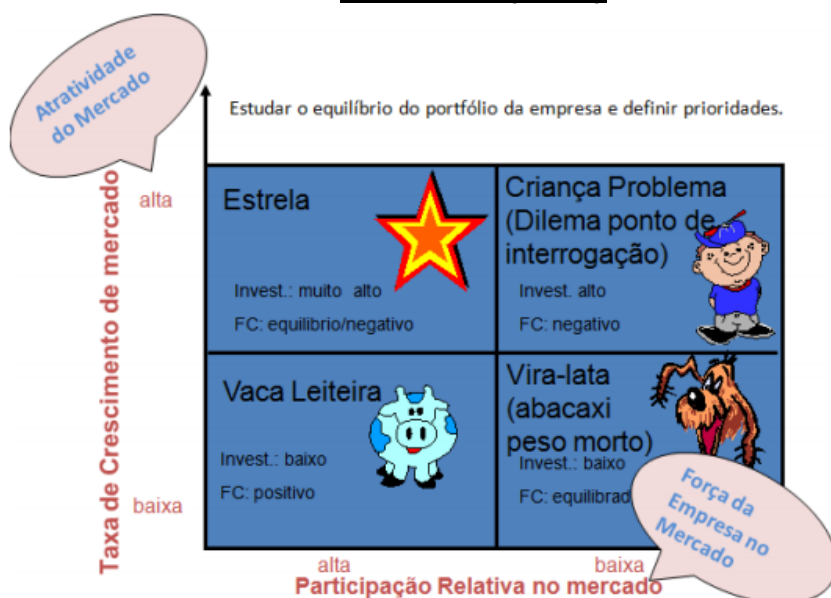 Atratividade
do Mercado
Estudar o equilíbrio do portfólio da empresa e definir prioridades.
Taxa de Crescimento de mercado
alta
Estrela
Invest.: muito alto
FC: equilibrio/negativo
Criança Problema
(Dilema ponto de
interrogação)
Invest. alto
FC: negativo
Vaca Leiteira
Invest.: baixo
FC: positivo
Vira-lata
(abacaxi
peso morto)
Invest.: baixo
FC: equilibrad
baixa
Força da
Empresa no
Mercado
alta
baixa
Participação Relativa no mercado